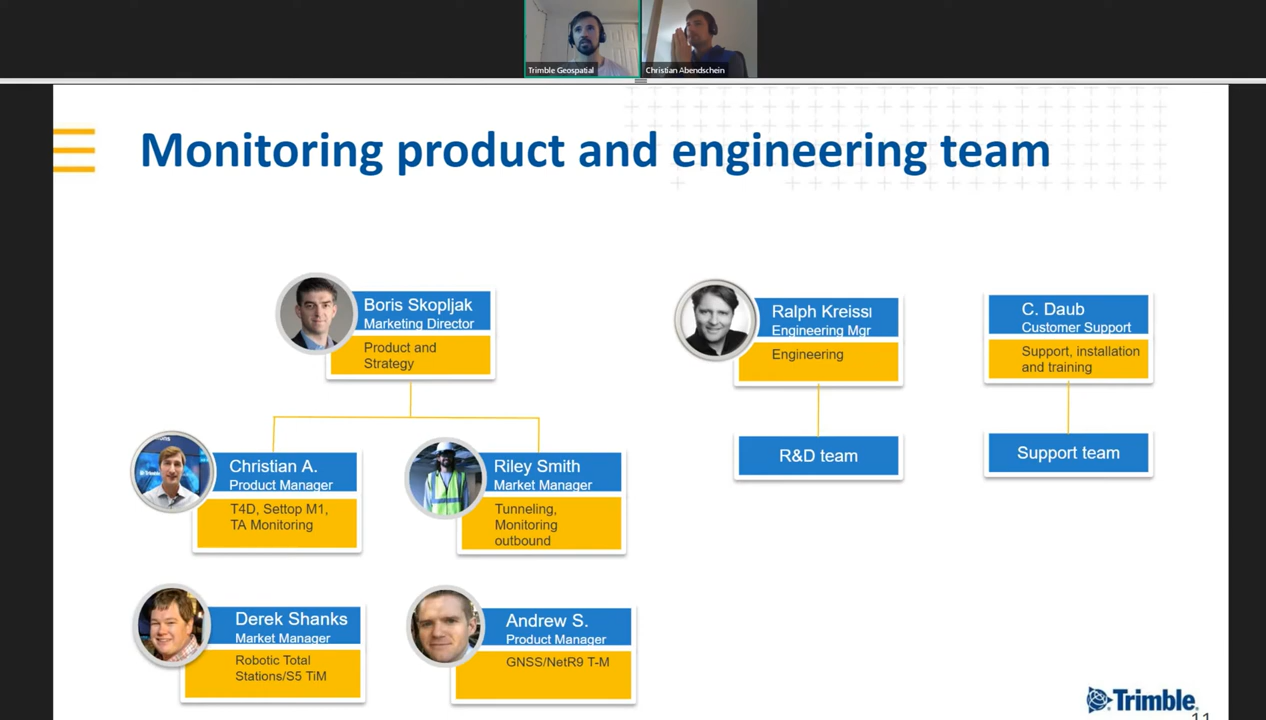 Trimble Geospatial
Christian Abendschein
Monitoring product and engineering team
Boris Skopljak
Marketing Director
Product and
Strategy
Ralph Kreissl
Engineering Mgr
Engineering
C. Daub
Customer Support
Support, installation
and training
R&D team
Support team
Christian A.
Product Manager
T4D, Settop M1,
TA Monitoring
Riley Smith
Market Manager
Tunneling,
Monitoring
outbound
Derek Shanks
Market Manager
Robotic Total
Stations/S5 TiM
Andrew S.
Product Manager
GNSS/NetR9 T-M
Trimble
11